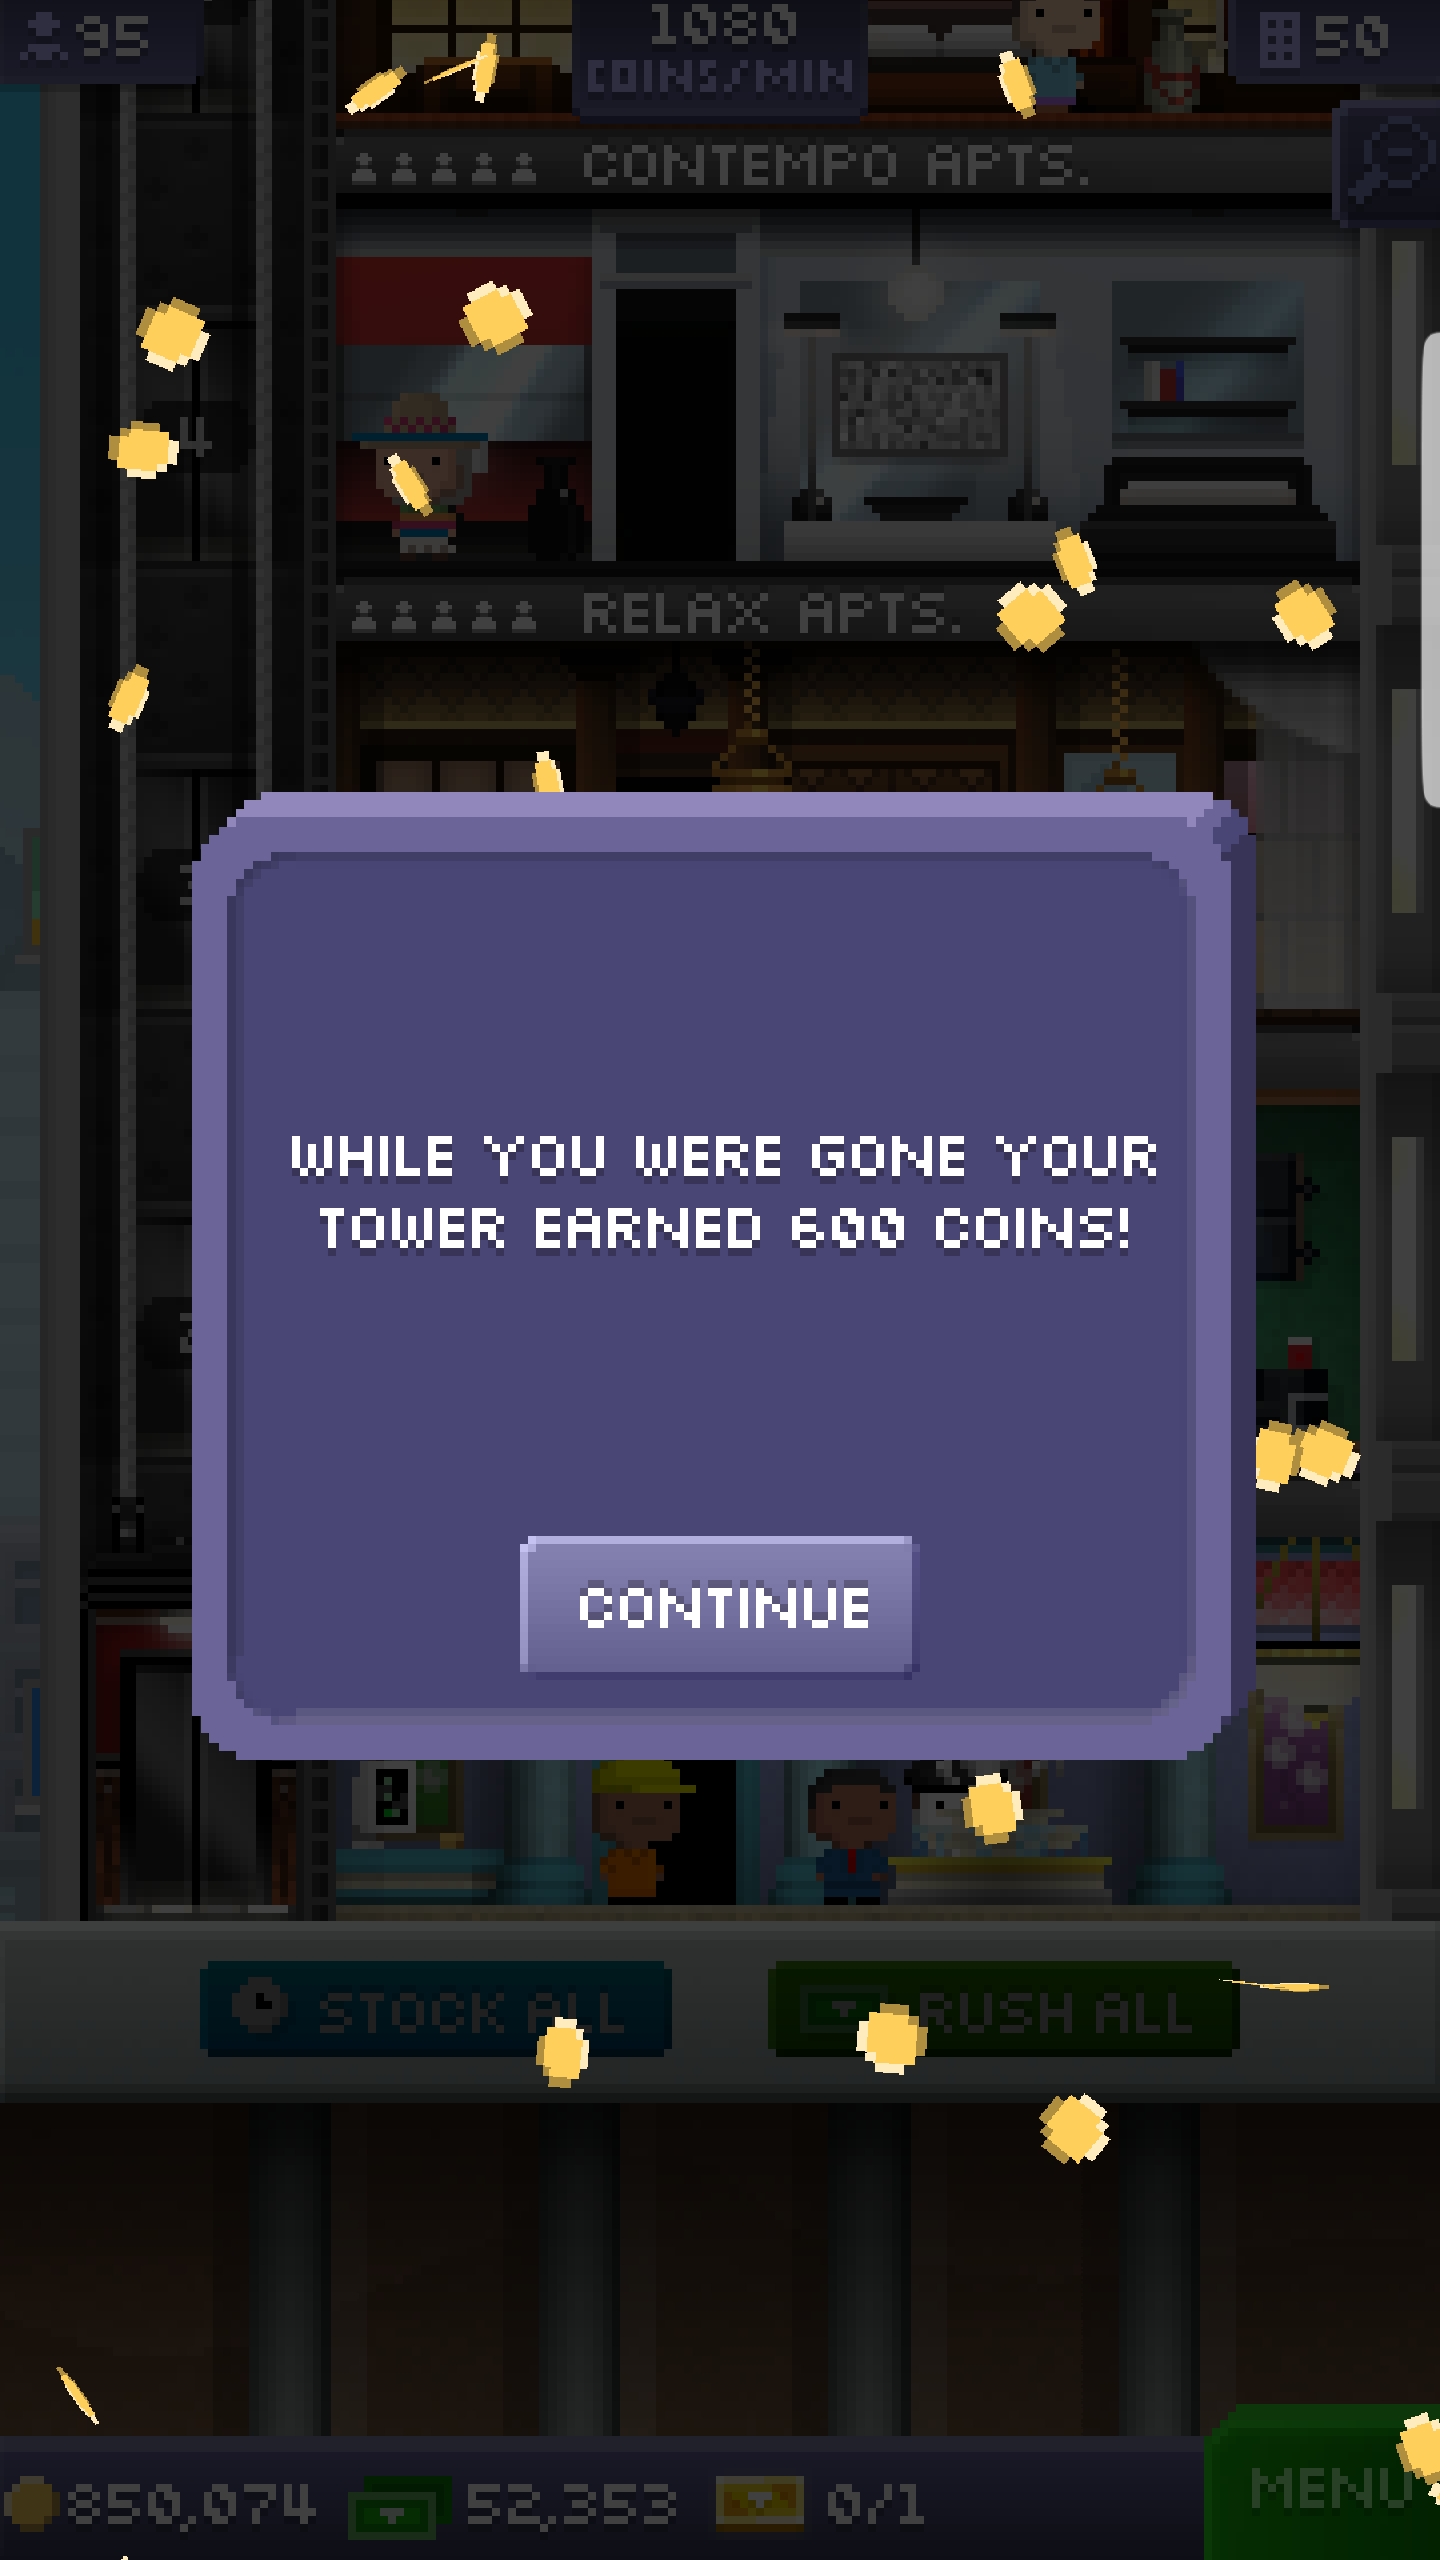 95
1080
COINS/MIN
50
CONTEMPO APTS.
4
RELAX APTS.
WHILE YOU WERE GONE YOUR
TOWER EARNED 600 COINS!
CONTINUE
STOCK ALL
RUSH ALL
850,074
52,353
0/1
MENU